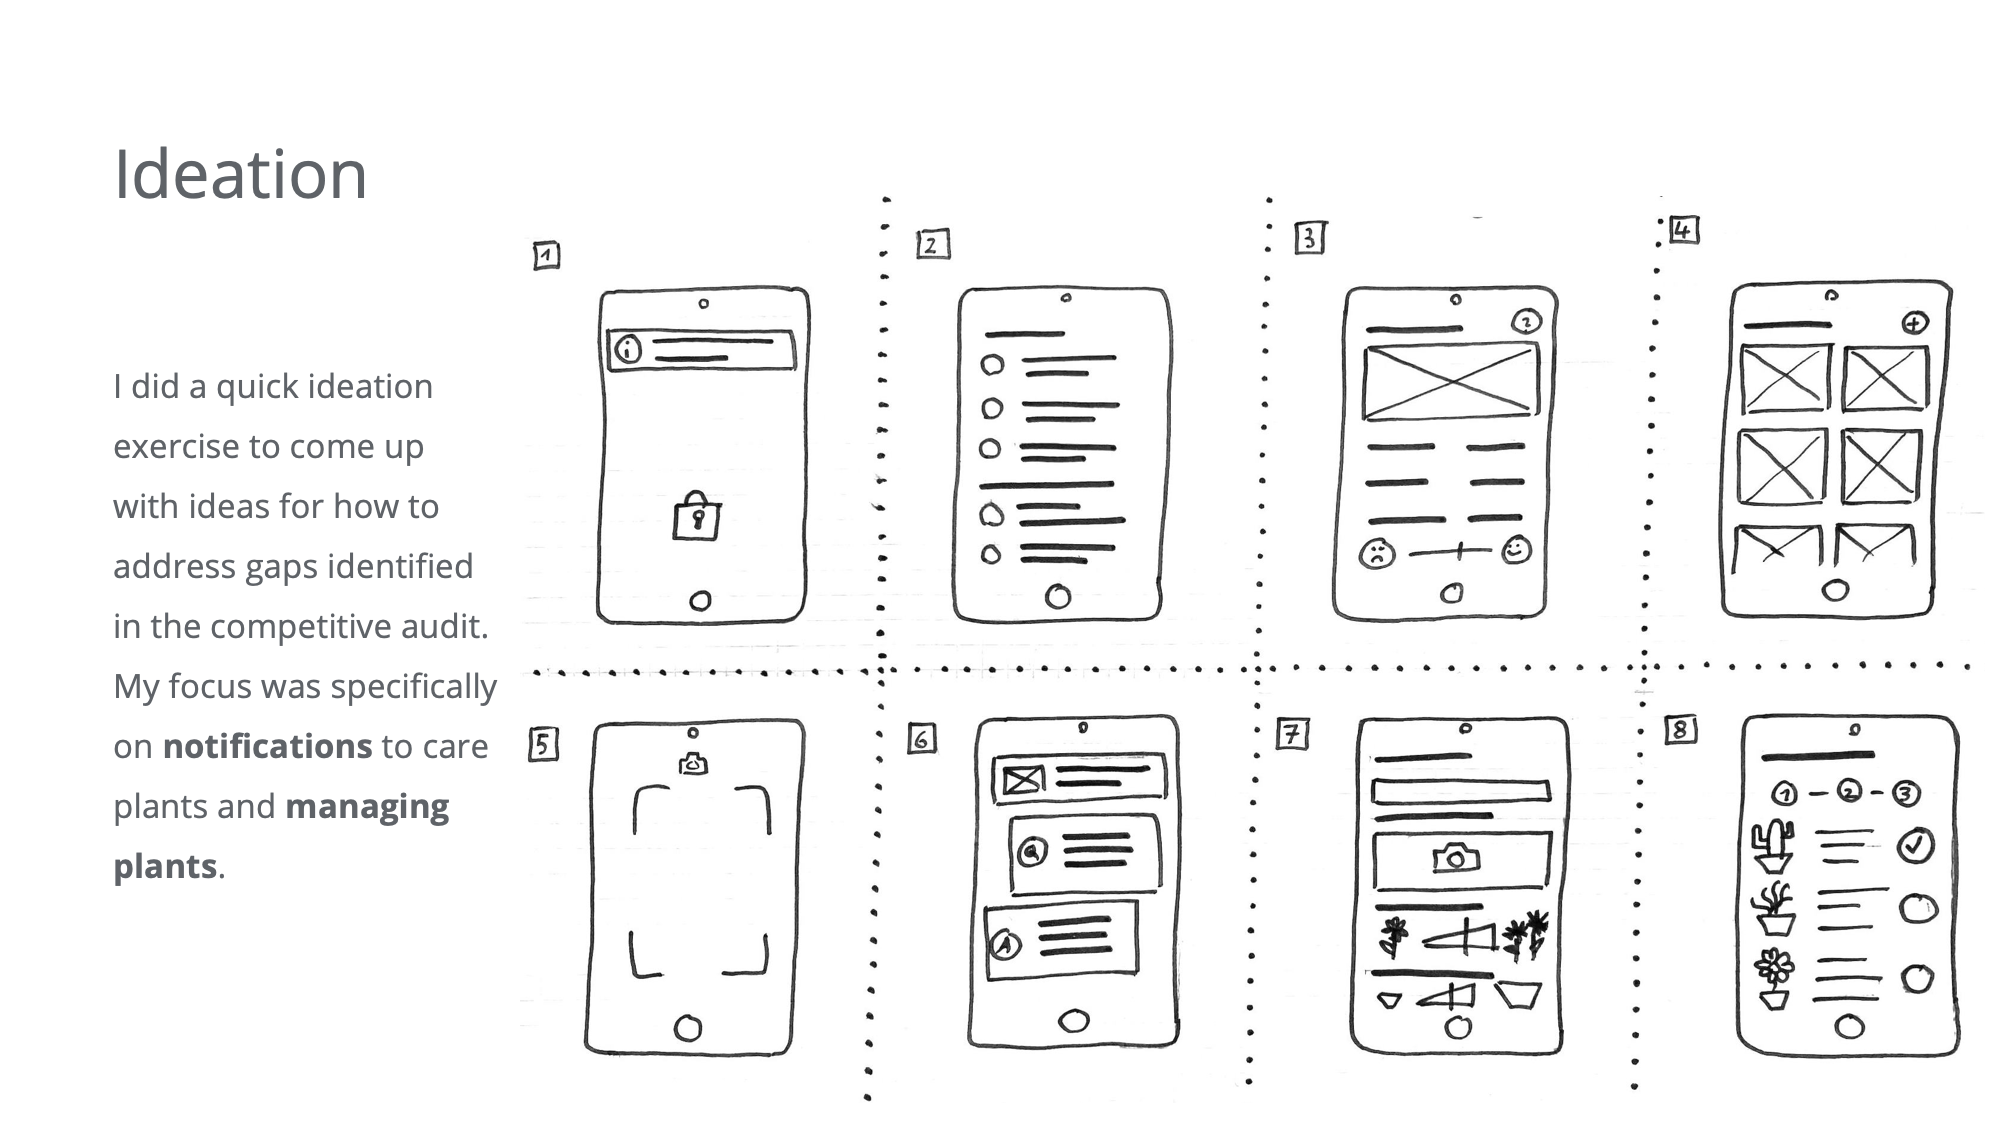 Ideation
I did a quick ideation
exercise to come up
with ideas for how to
address gaps identified
in the competitive audit.
My focus was specifically
on notifications to care
plants and managing
plants.
1
i
2
3
2
4
+
5
6
Q
A
7
8
1 - 2 - 3